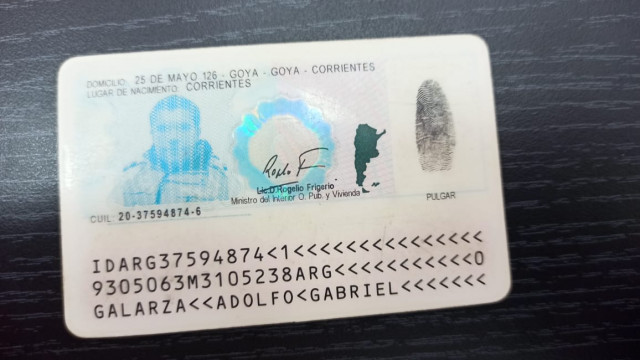 DOMICILIO: 25 DE MAYO 126 - GOYA - GOYA - CORRIENTES
LUGAR DE NACIMIENTO: CORRIENTES
Lic.D.Rogelio Frigerio
Ministro del Interior O. Pub. y Vivienda
PULGAR
CUIL: 20-37594874-6
IDARG37594874<1<<<<<<<<<<<<<<<
9305063M3105238ARG<<<<<<<<<<<0
GALARZA<<ADOLFO<GABRIEL<<<<<<<